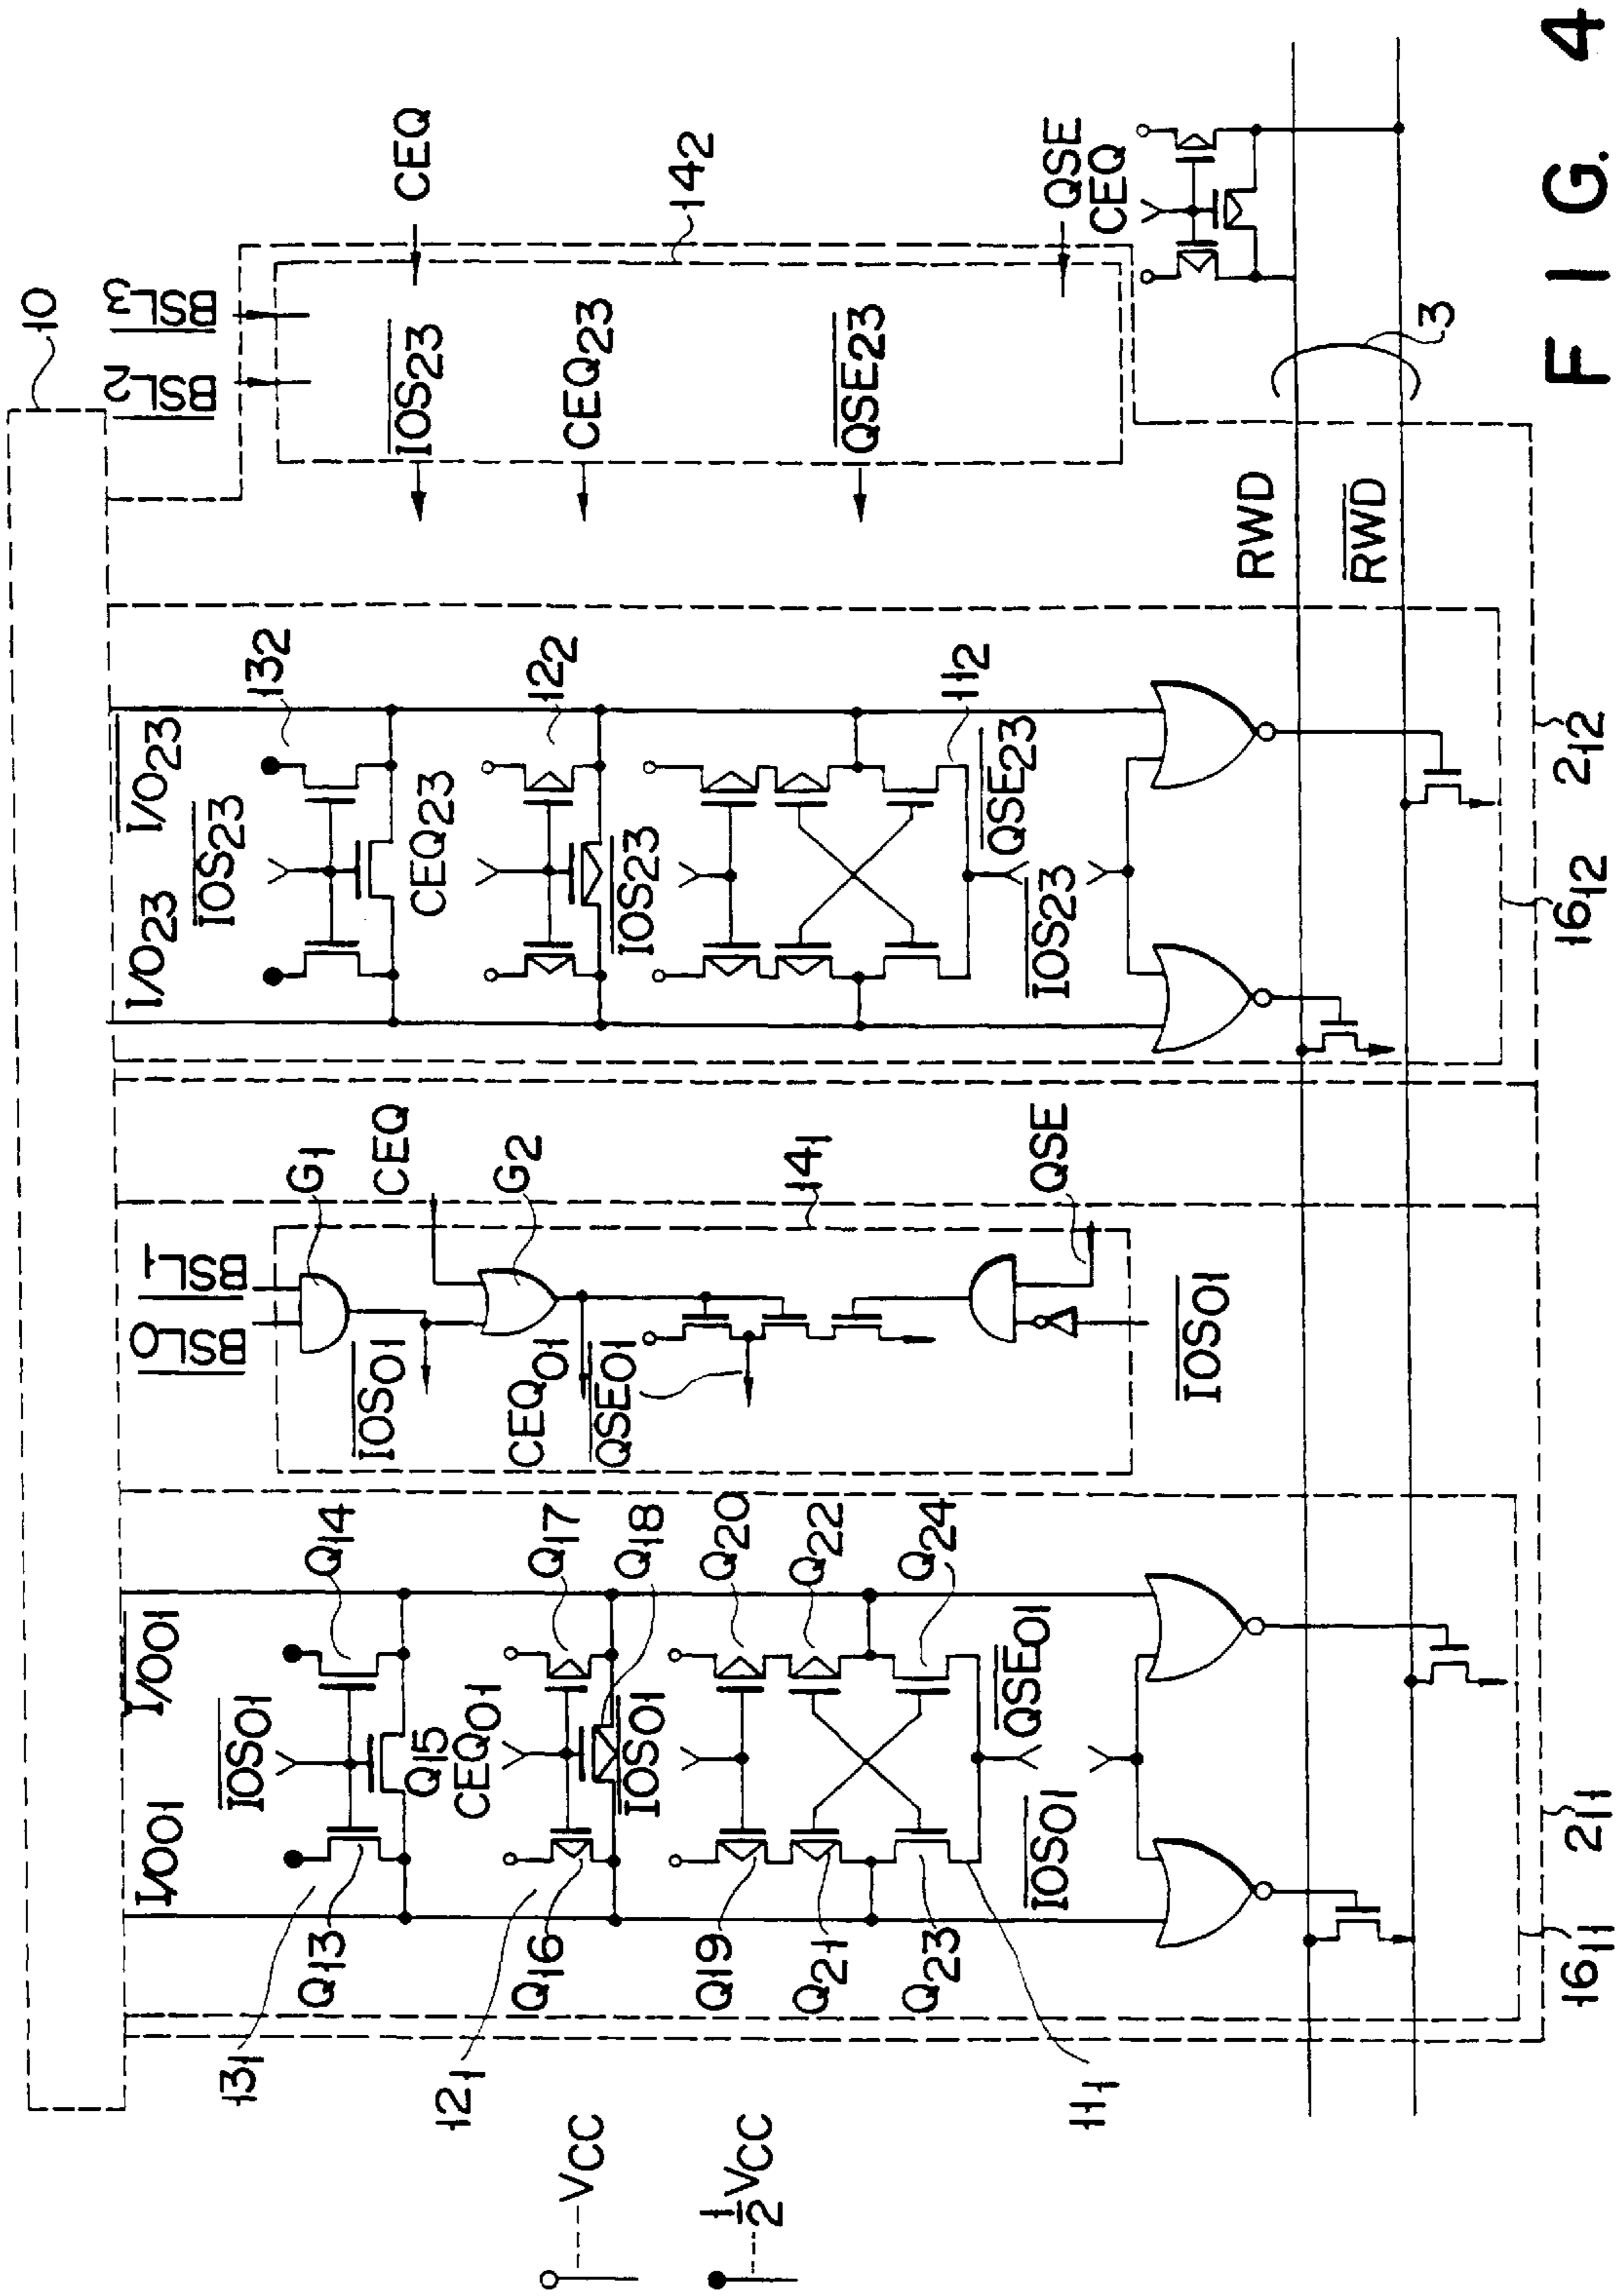 10
BSL2
BSL3
CEQ
142
IOS23
CEQ23
QSE23
QSE
CEQ
I/O23
I/O23
IOS23
132
CEQ23
122
IOS23
112
QSE23
IOS23
RWD
RWD
3
1612
212
BSL0
BSL1
G1
CEQ
IOS01
G2
CEQ01
QSE01
141
QSE
IOS01
I/O01
I/O01
IOS01
Q14
Q15
Q13
131
CEQ01
Q17
Q18
Q16
121
IOS01
Q20
Q22
Q24
Q19
Q21
Q23
QSE01
IOS01
111
1611
211
VCC
1/2 VCC
FIG. 4